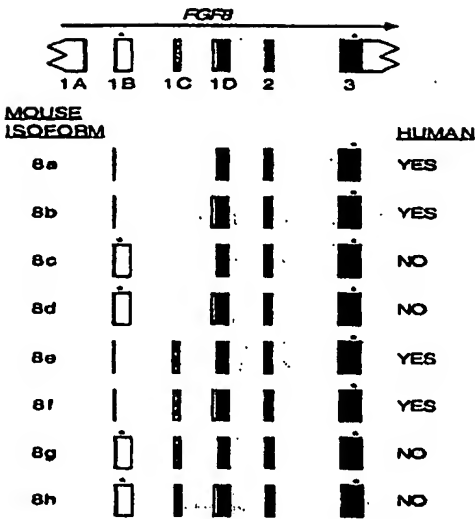 FGF8
1A 1B 1C 1D 2 3
MOUSE
ISOFORM HUMAN
8a YES
8b YES
8c NO
8d NO
8e YES
8f YES
8g NO
8h NO